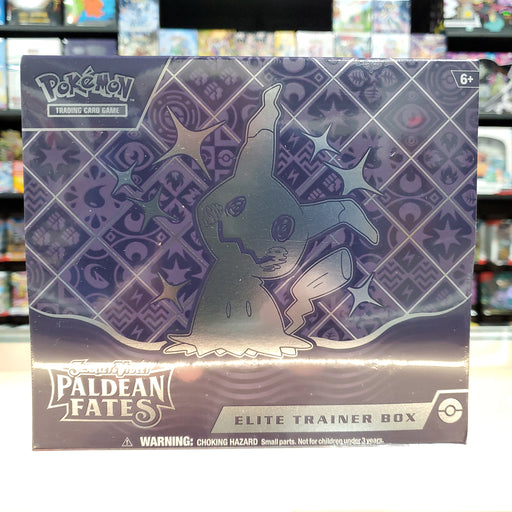 POKéMON
TRADING CARD GAME
6+
Scarlet & Violet
PALDEAN
FATES
ELITE TRAINER BOX
WARNING: CHOKING HAZARD Small parts. Not for children under 3 years.